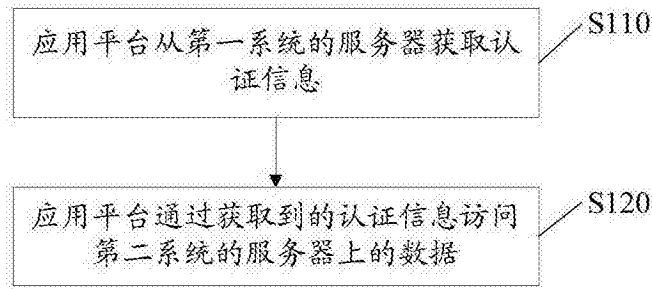 应用平台从第一系统的服务器获取认
证信息
S110
应用平台通过获取到的认证信息访问
第二系统的服务器上的数据
S120